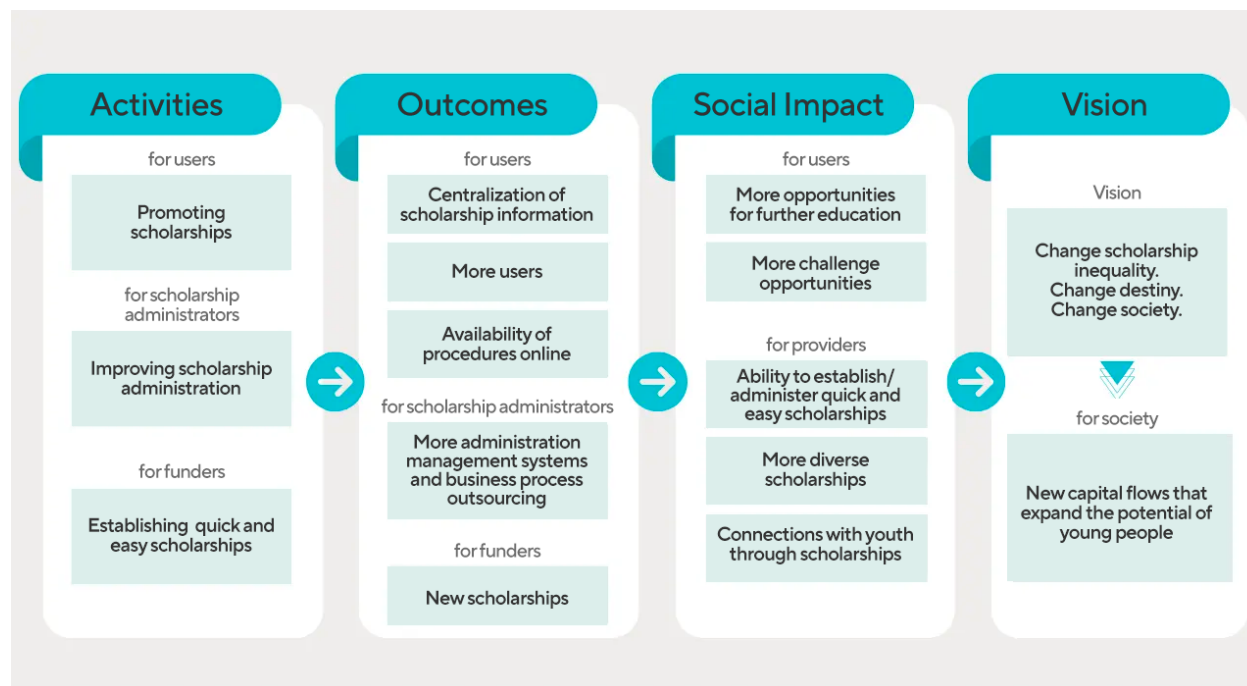 Activities
for users
Promoting
scholarships
for scholarship
administrators
Improving scholarship
administration
for funders
Establishing quick and
easy scholarships
Outcomes
for users
Centralization of
scholarship information
More users
Availability of
procedures online
for scholarship administrators
More administration
management systems
and business process
outsourcing
for funders
New scholarships
Social Impact
for users
More opportunities
for further education
More challenge
opportunities
for providers
Ability to establish/
administer quick and
easy scholarships
More diverse
scholarships
Connections with youth
through scholarships
Vision
Vision
Change scholarship
inequality.
Change destiny.
Change society.
for society
New capital flows that
expand the potential of
young people